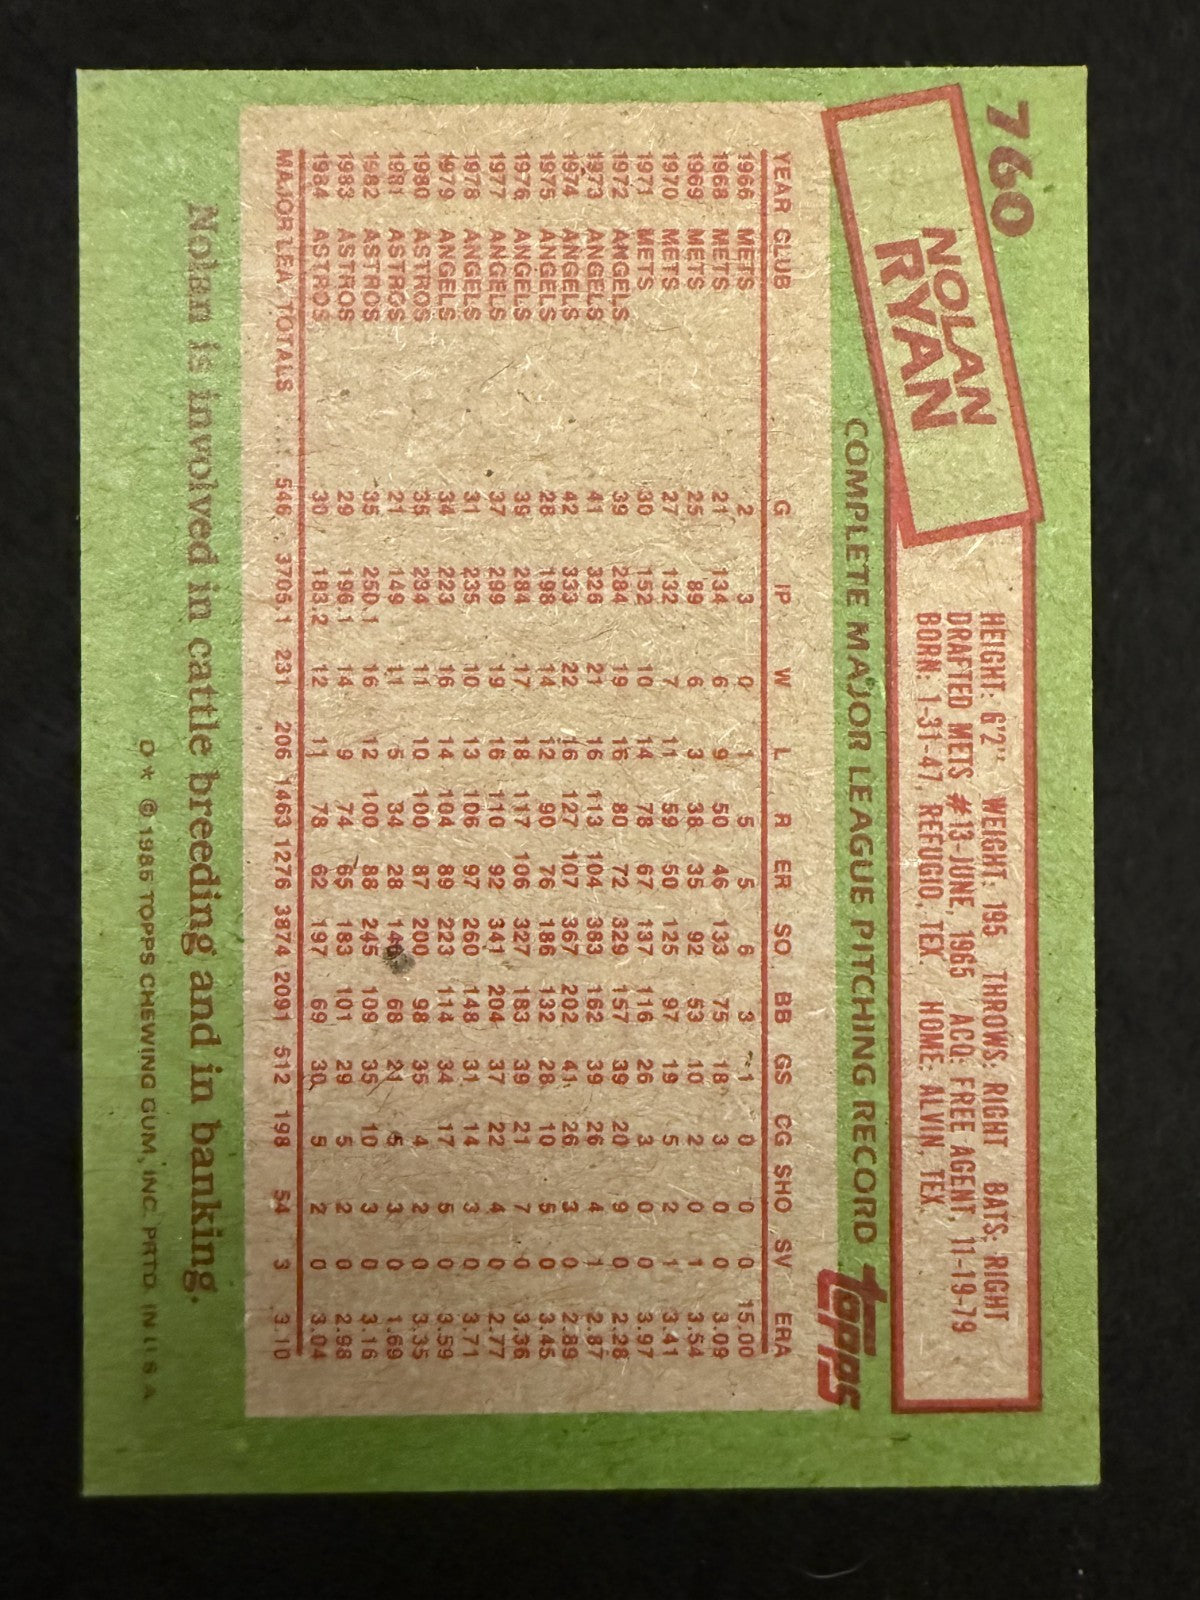 760
NOLAN
RYAN
HEIGHT: 6'2" WEIGHT: 195 THROWS: RIGHT BATS: RIGHT
DRAFTED METS #13-JUNE, 1965 ACQ: FREE AGENT, 11-19-79
BORN: 1-31-47, REFUGIO, TEX HOME: ALVIN, TEX
COMPLETE MAJOR LEAGUE PITCHING RECORD
topps
YEAR CLUB G IP W L R ER SO BB GS CG SHO SV ERA
1966 METS 2 3 0 1 5 5 6 3 1 0 0 0 15.00
1968 METS 21 134 6 9 50 46 133 75 18 3 0 0 3.09
1969 METS 25 89 6 3 38 35 92 53 10 2 0 1 3.54
1970 METS 27 132 7 11 59 50 125 97 19 5 2 1 3.41
1971 METS 30 152 10 14 78 67 137 116 26 3 0 0 3.97
1972 ANGELS 39 284 19 16 80 72 329 157 39 20 9 0 2.28
1973 ANGELS 41 326 21 16 113 104 383 162 39 26 4 1 2.87
1974 ANGELS 42 333 22 16 127 107 367 202 41 26 3 0 2.89
1975 ANGELS 28 198 14 12 90 76 186 132 28 10 5 0 3.45
1976 ANGELS 39 284 17 18 117 106 327 183 39 21 7 0 3.36
1977 ANGELS 37 299 19 16 110 92 341 204 37 22 4 0 2.77
1978 ANGELS 31 235 10 13 106 97 260 148 31 14 3 0 3.71
1979 ANGELS 34 223 16 14 104 89 223 114 34 17 5 0 3.59
1980 ASTROS 35 234 11 10 100 87 200 98 35 4 2 0 3.35
1981 ASTROS 21 149 11 5 34 28 140 68 21 5 3 0 1.69
1982 ASTROS 35 250.1 16 12 100 88 245 109 35 10 3 0 3.16
1983 ASTROS 29 196.1 14 9 74 65 183 101 29 5 2 0 2.98
1984 ASTROS 30 183.2 12 11 78 62 197 69 30 5 2 0 3.04
MAJOR LEA. TOTALS .... 546 3705.1 231 206 1463 1276 3874 2091 512 198 54 3 3.10
Nolan is involved in cattle breeding and in banking.
D* © 1985 TOPPS CHEWING GUM, INC. PRTD. IN U.S.A.